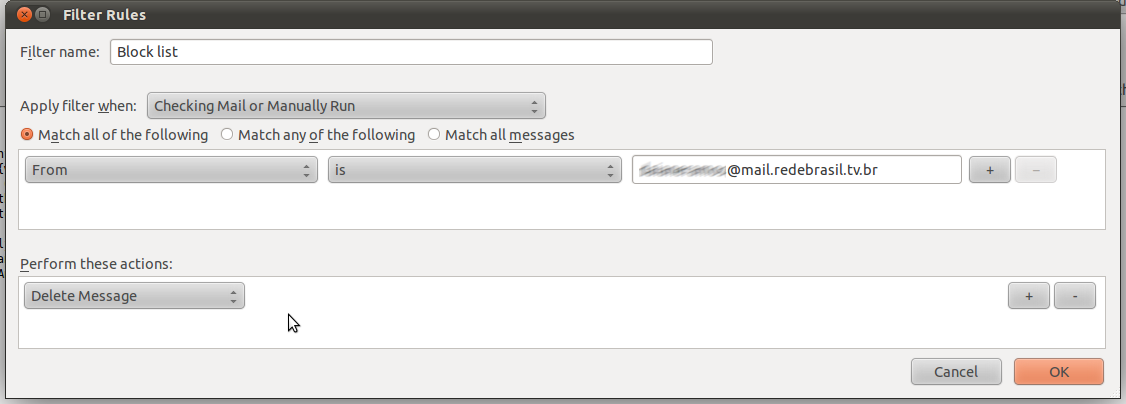 Filter Rules
Filter name: Block list
Apply filter when: Checking Mail or Manually Run
Match all of the following Match any of the following Match all messages
From is @mail.redebrasil.tv.br + −
Perform these actions:
Delete Message + -
Cancel OK